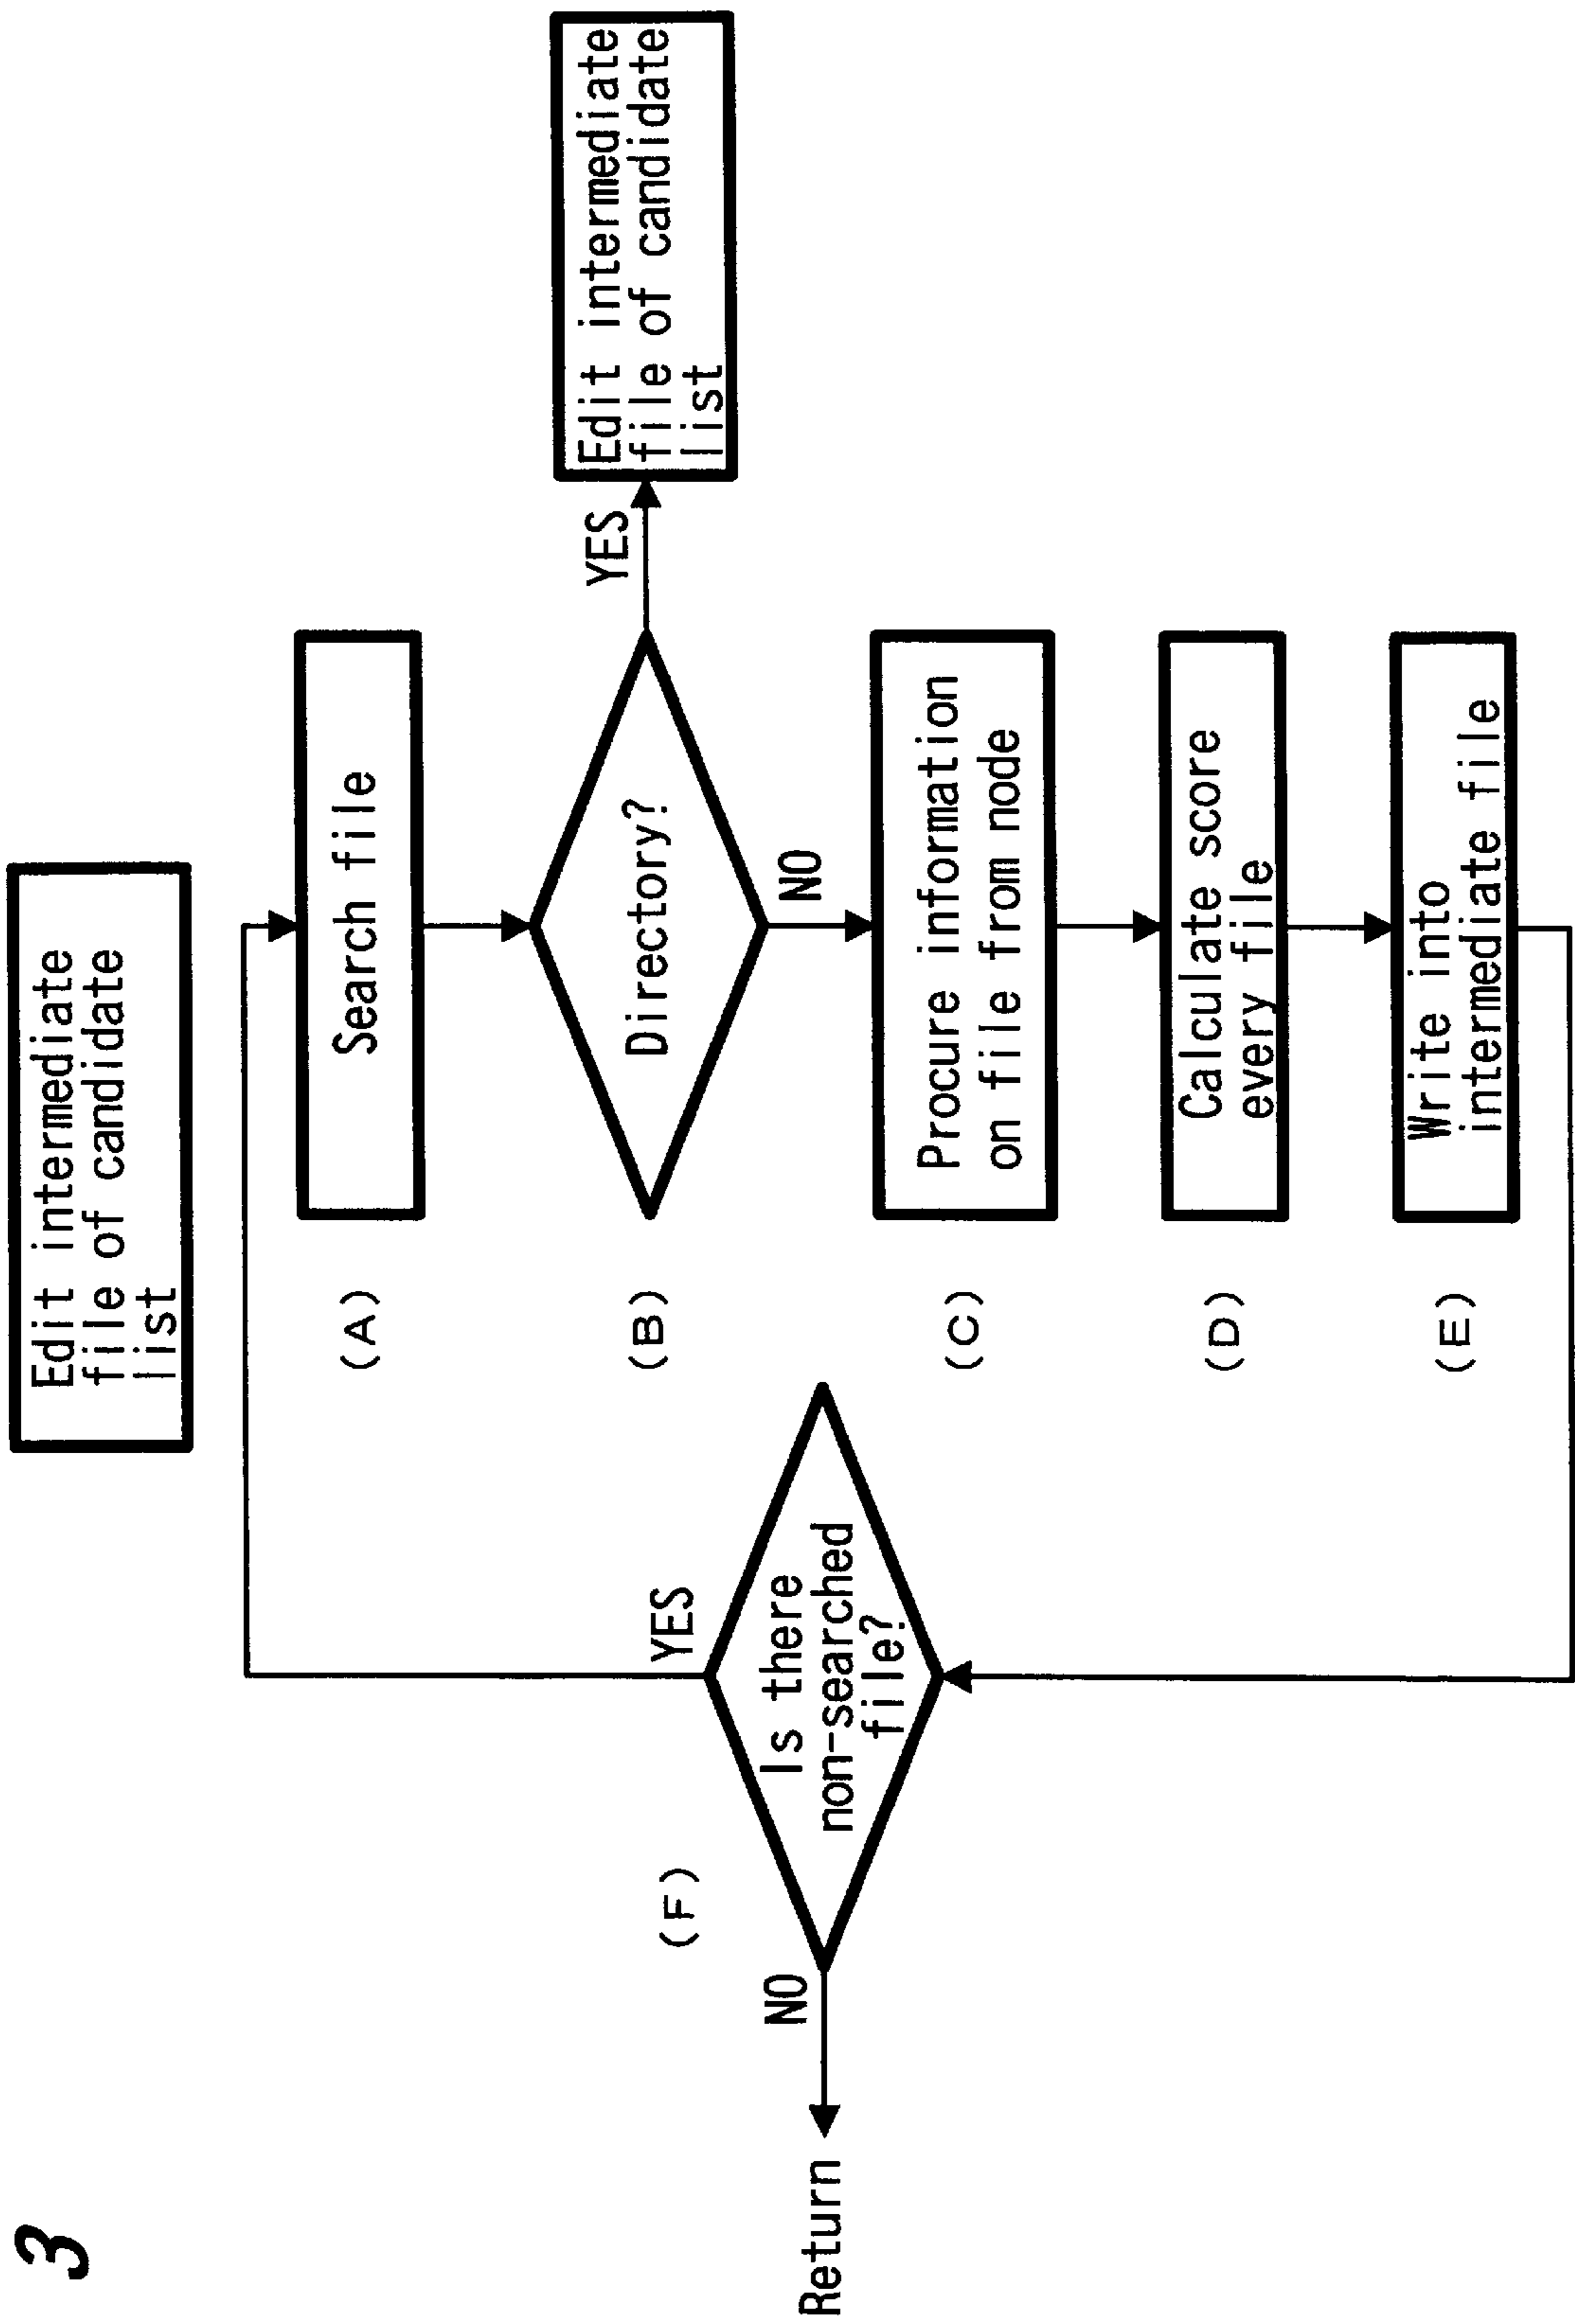 3
Edit intermediate
file of candidate
list
(A)
Search file
(B)
Directory?
YES
Edit intermediate
file of candidate
list
NO
(C)
Procure information
on file from node
(D)
Calculate score
every file
(E)
Write into
intermediate file
(F)
Is there
non-searched
file?
YES
NO
Return